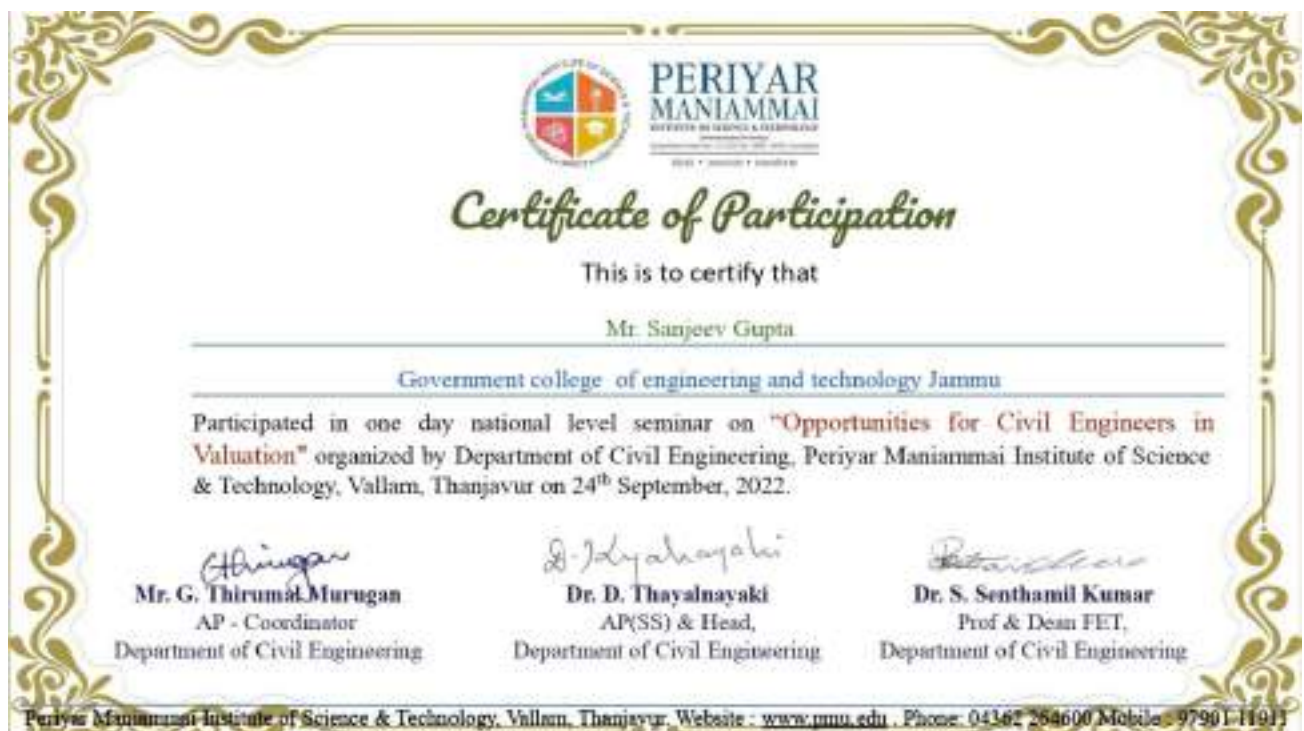 PERIYAR
MANIAMMAI
INSTITUTE OF SCIENCE & TECHNOLOGY
Certificate of Participation
This is to certify that
Mr. Sanjeev Gupta
Government college of engineering and technology Jammu
Participated in one day national level seminar on "Opportunities for Civil Engineers in
Valuation" organized by Department of Civil Engineering, Periyar Maniammai Institute of Science
& Technology, Vallam, Thanjavur on 24th September, 2022.
Mr. G. Thirumal Murugan
AP - Coordinator
Department of Civil Engineering
Dr. D. Thayalnayaki
AP(SS) & Head,
Department of Civil Engineering
Dr. S. Senthamil Kumar
Prof & Dean FET,
Department of Civil Engineering
Periyar Maniammai Institute of Science & Technology, Vallam, Thanjavur. Website : www.pmu.edu . Phone: 04362 264600 Mobile : 97901 11911